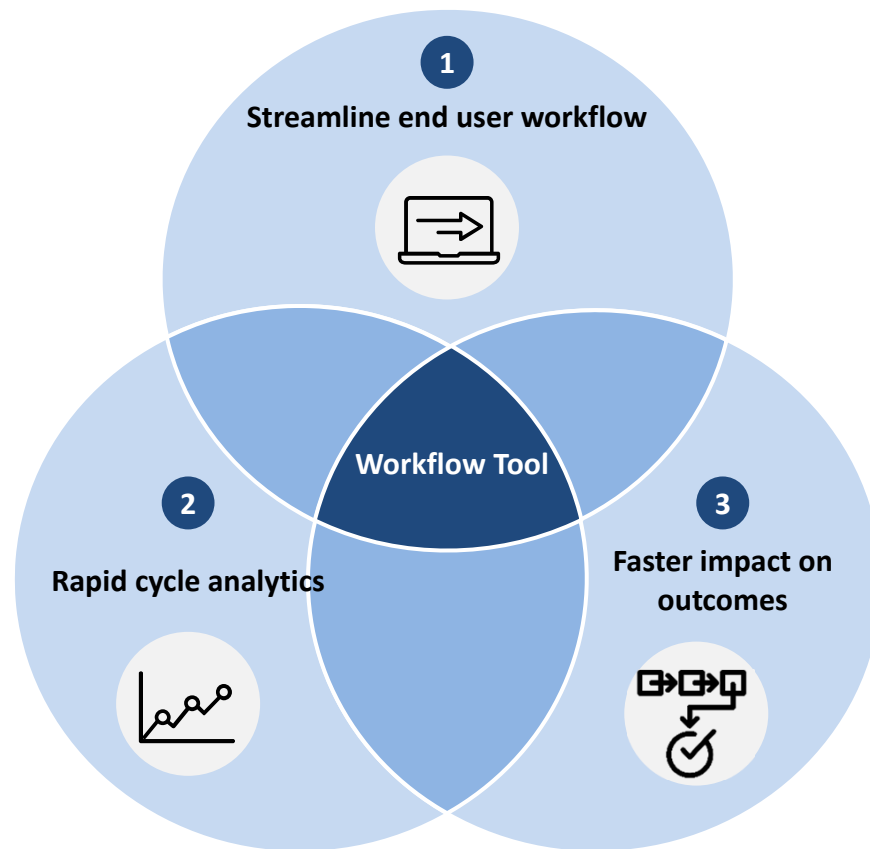 1
Streamline end user workflow
Workflow Tool
2
Rapid cycle analytics
3
Faster impact on
outcomes